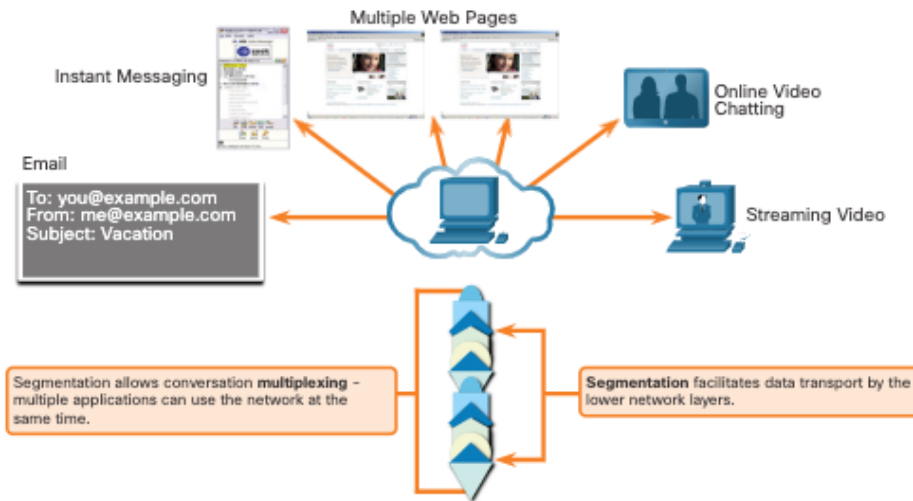 Multiple Web Pages
Instant Messaging
Online Video
Chatting
Email
To: you@example.com
From: me@example.com
Subject: Vacation
Streaming Video
Segmentation allows conversation multiplexing –
multiple applications can use the network at the
same time.
Segmentation facilitates data transport by the
lower network layers.